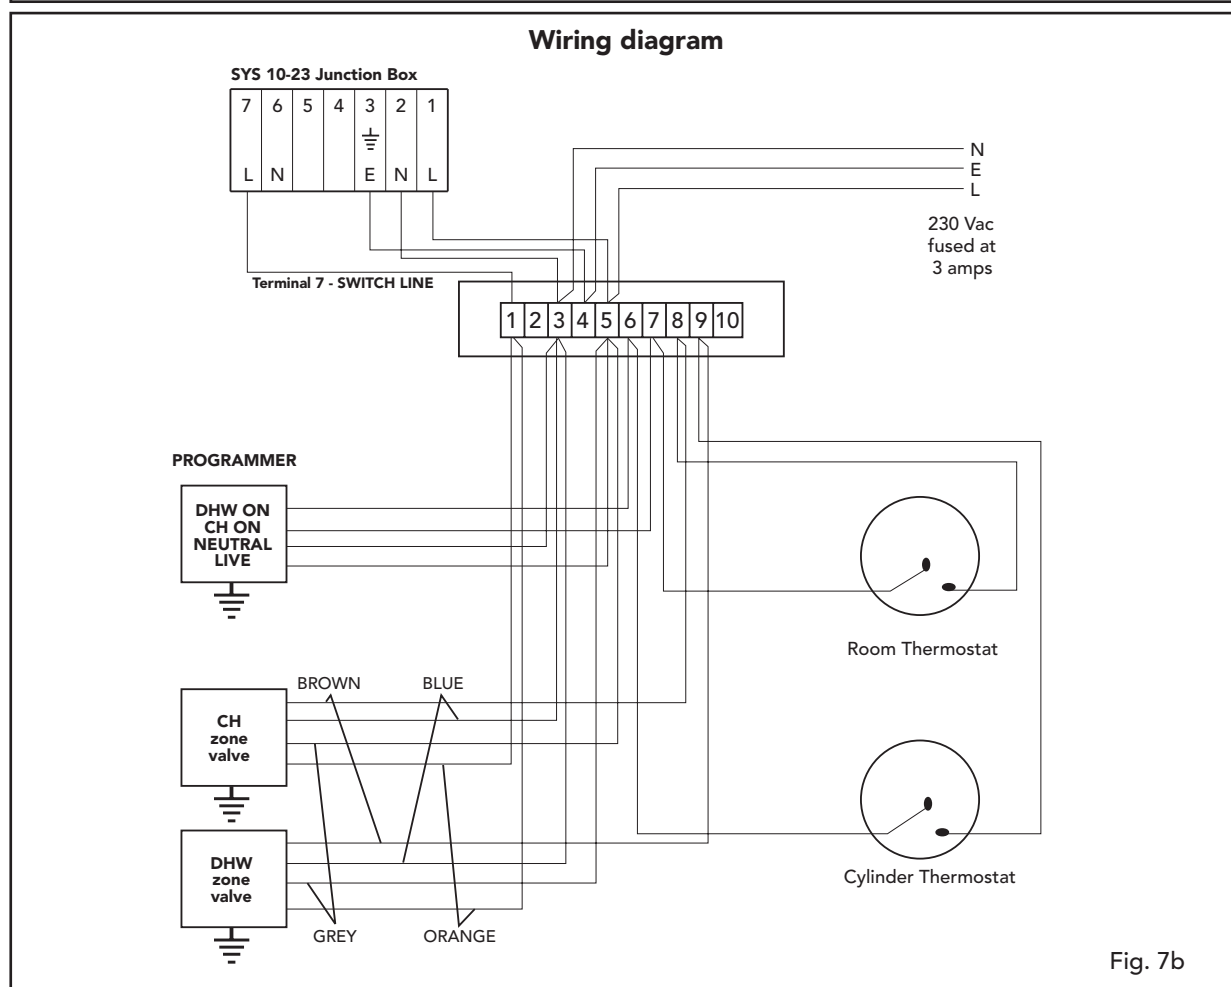 Wiring diagram
SYS 10-23 Junction Box
7 6 5 4 3 2 1
L N E N L
N
E
L
230 Vac
fused at
3 amps
Terminal 7 - SWITCH LINE
1 2 3 4 5 6 7 8 9 10
PROGRAMMER
DHW ON
CH ON
NEUTRAL
LIVE
Room Thermostat
BROWN BLUE
CH
zone
valve
DHW
zone
valve
Cylinder Thermostat
GREY ORANGE
Fig. 7b